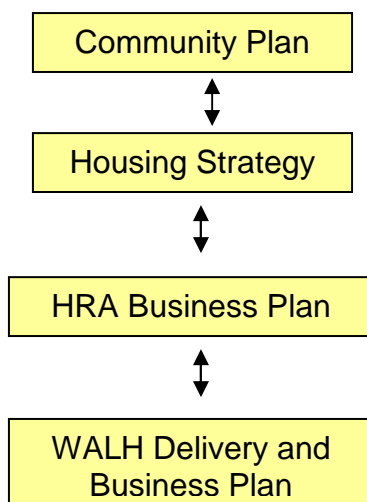 Community Plan
Housing Strategy
HRA Business Plan
WALH Delivery and
Business Plan